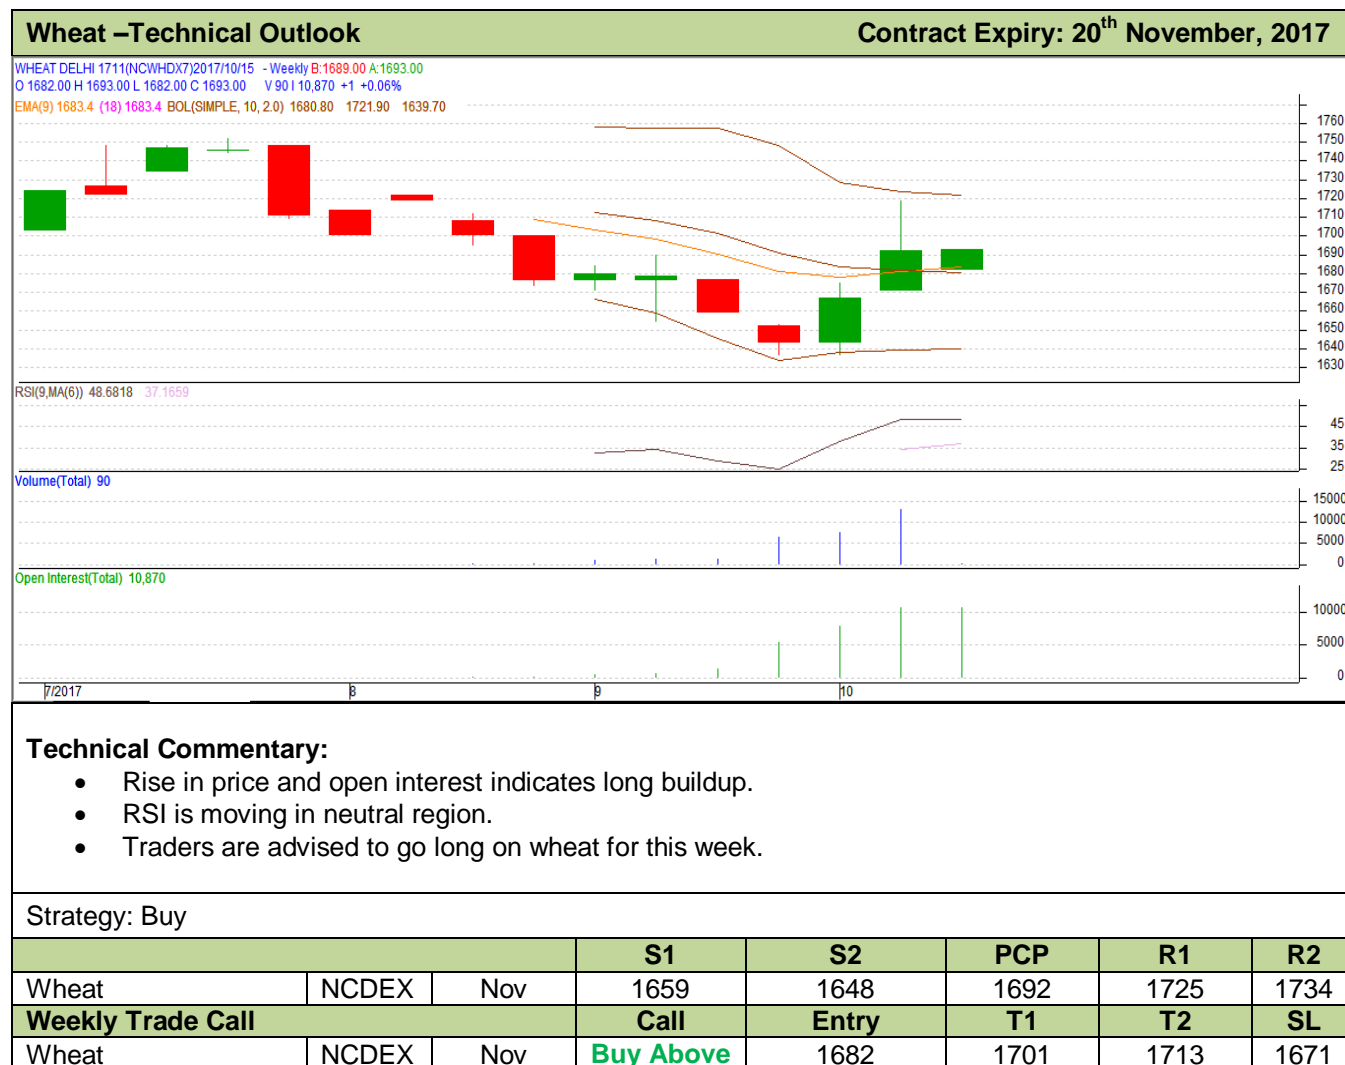 Wheat –Technical Outlook Contract Expiry: 20th November, 2017
WHEAT DELHI 1711(NCWHDX7)2017/10/15 - Weekly B:1689.00 A:1693.00
O 1682.00 H 1693.00 L 1682.00 C 1693.00 V 90 I 10,870 +1 +0.06%
EMA(9) 1683.4 (18) 1683.4 BOL(SIMPLE, 10, 2.0) 1680.80 1721.90 1639.70
1760
1750
1740
1730
1720
1710
1700
1690
1680
1670
1660
1650
1640
1630
RSI(9,MA(6)) 48.6818 37.1659
45
35
25
Volume(Total) 90
15000
10000
5000
0
Open Interest(Total) 10,870
10000
5000
0
7/2017 8 9 10
Technical Commentary:
• Rise in price and open interest indicates long buildup.
• RSI is moving in neutral region.
• Traders are advised to go long on wheat for this week.
Strategy: Buy
S1 S2 PCP R1 R2
Wheat NCDEX Nov 1659 1648 1692 1725 1734
Weekly Trade Call Call Entry T1 T2 SL
Wheat NCDEX Nov Buy Above 1682 1701 1713 1671